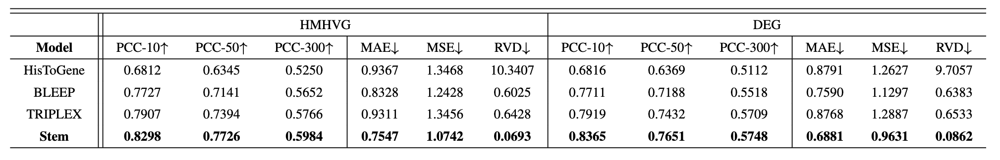 HMHVG DEG
Model PCC-10↑ PCC-50↑ PCC-300↑ MAE↓ MSE↓ RVD↓ PCC-10↑ PCC-50↑ PCC-300↑ MAE↓ MSE↓ RVD↓
HisToGene 0.6812 0.6345 0.5250 0.9367 1.3468 10.3407 0.6816 0.6369 0.5112 0.8791 1.2627 9.7057
BLEEP 0.7727 0.7141 0.5652 0.8328 1.2428 0.6025 0.7711 0.7188 0.5518 0.7590 1.1297 0.6383
TRIPLEX 0.7907 0.7394 0.5766 0.9311 1.3456 0.6428 0.7919 0.7432 0.5709 0.8768 1.2887 0.6533
Stem 0.8298 0.7726 0.5984 0.7547 1.0742 0.0693 0.8365 0.7651 0.5748 0.6881 0.9631 0.0862